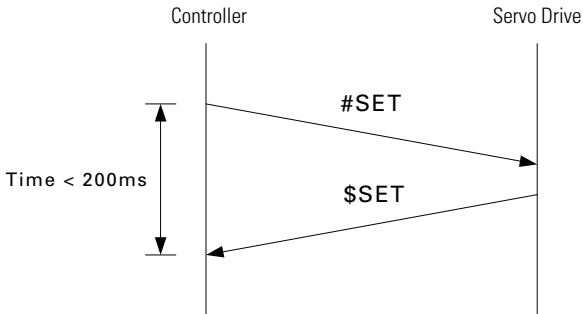 Controller
Servo Drive
#SET
Time < 200ms
$SET